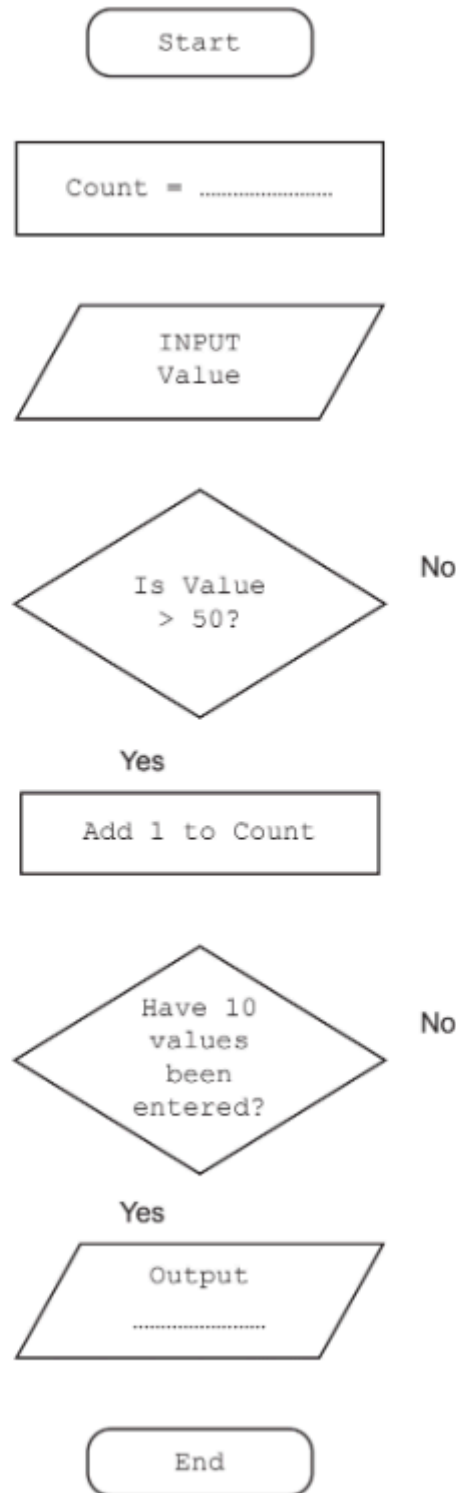 Start
Count = ........................
INPUT
Value
Is Value
> 50?
No
Yes
Add 1 to Count
Have 10
values
been
entered?
No
Yes
Output
........................
End